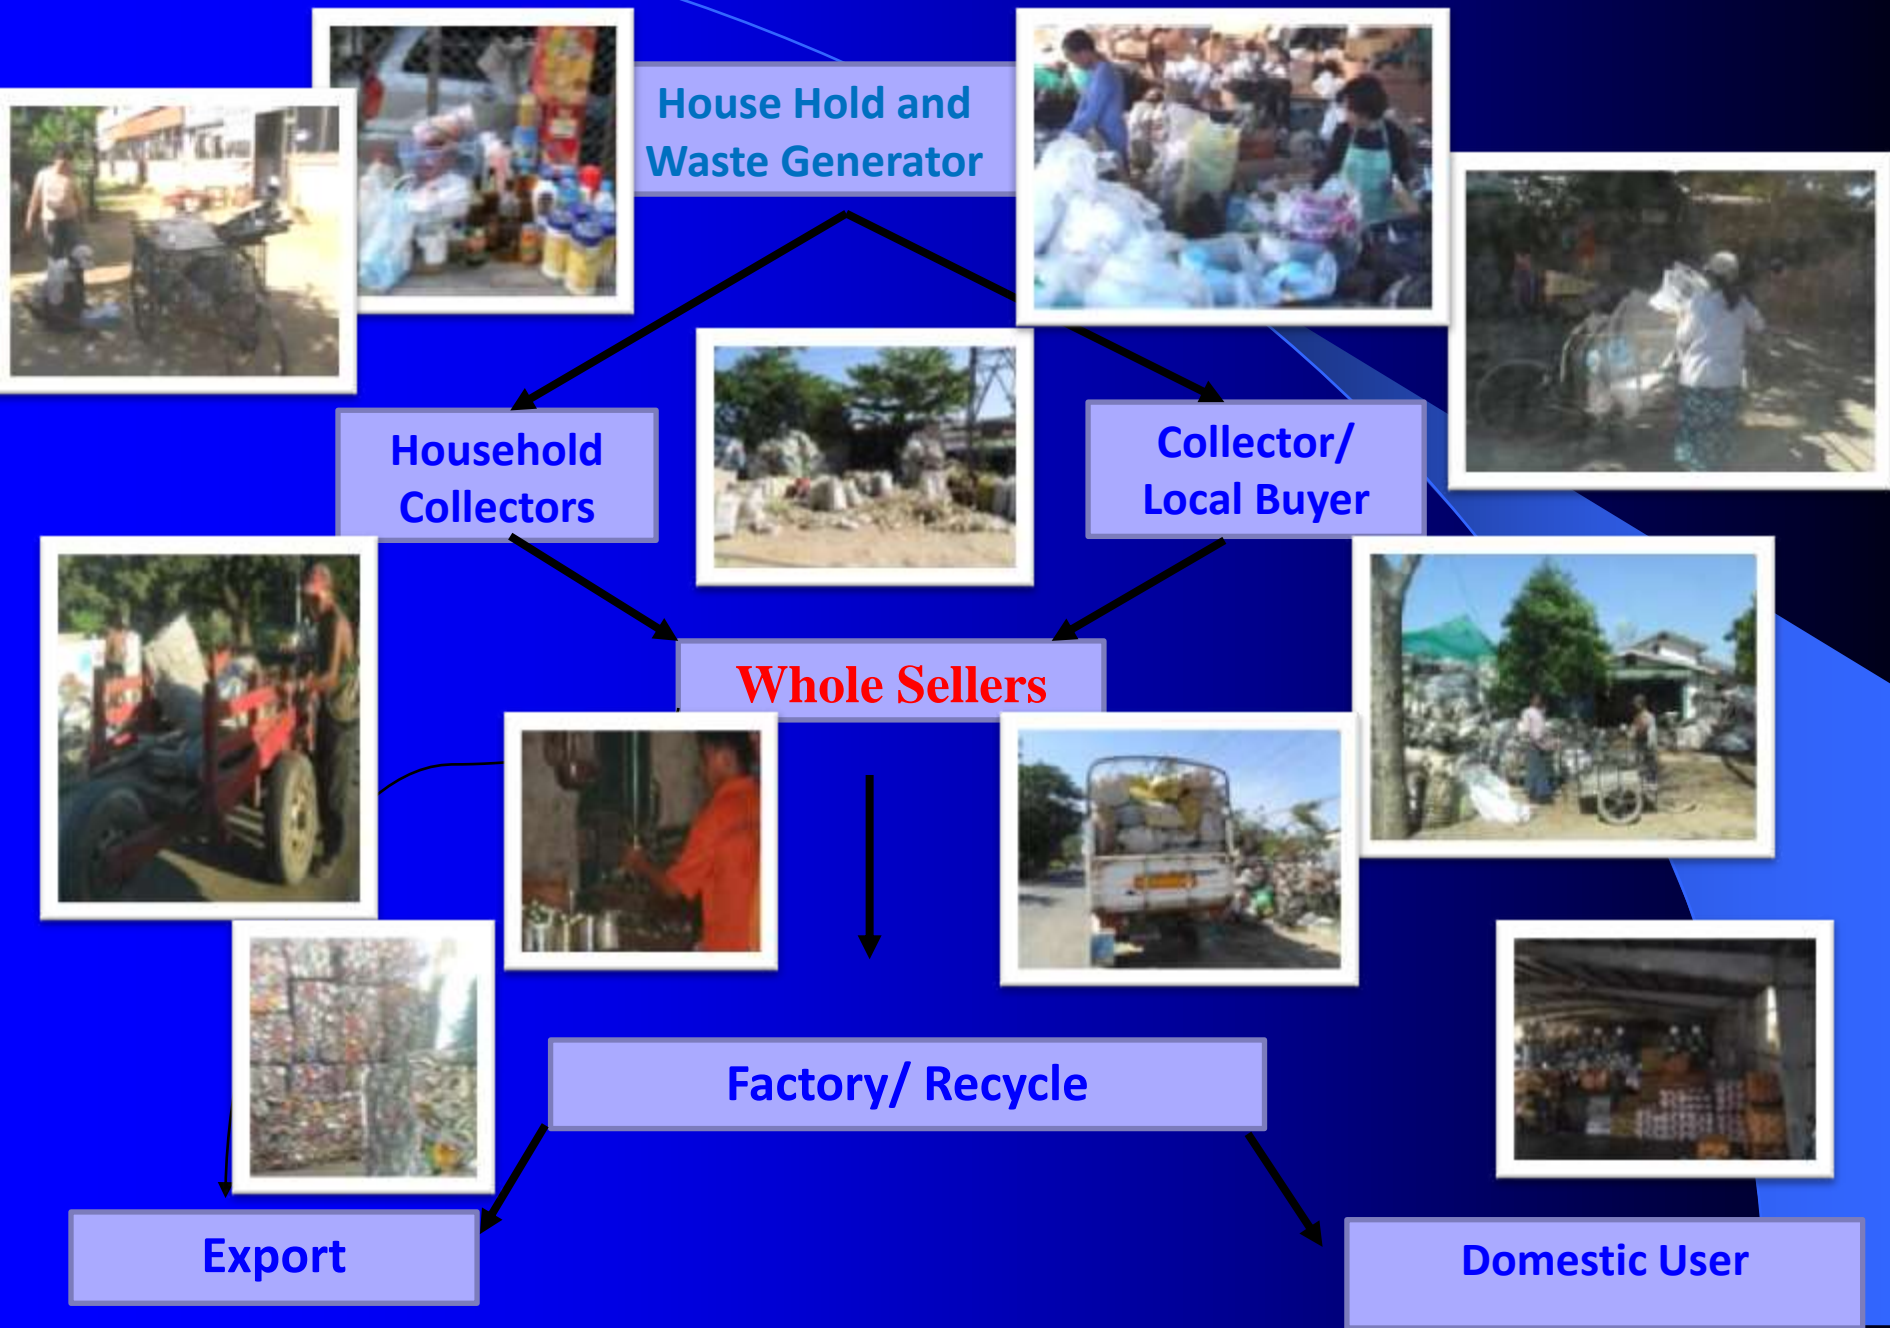 House Hold and
Waste Generator
Household
Collectors
Collector/
Local Buyer
Whole Sellers
Factory/ Recycle
Export
Domestic User